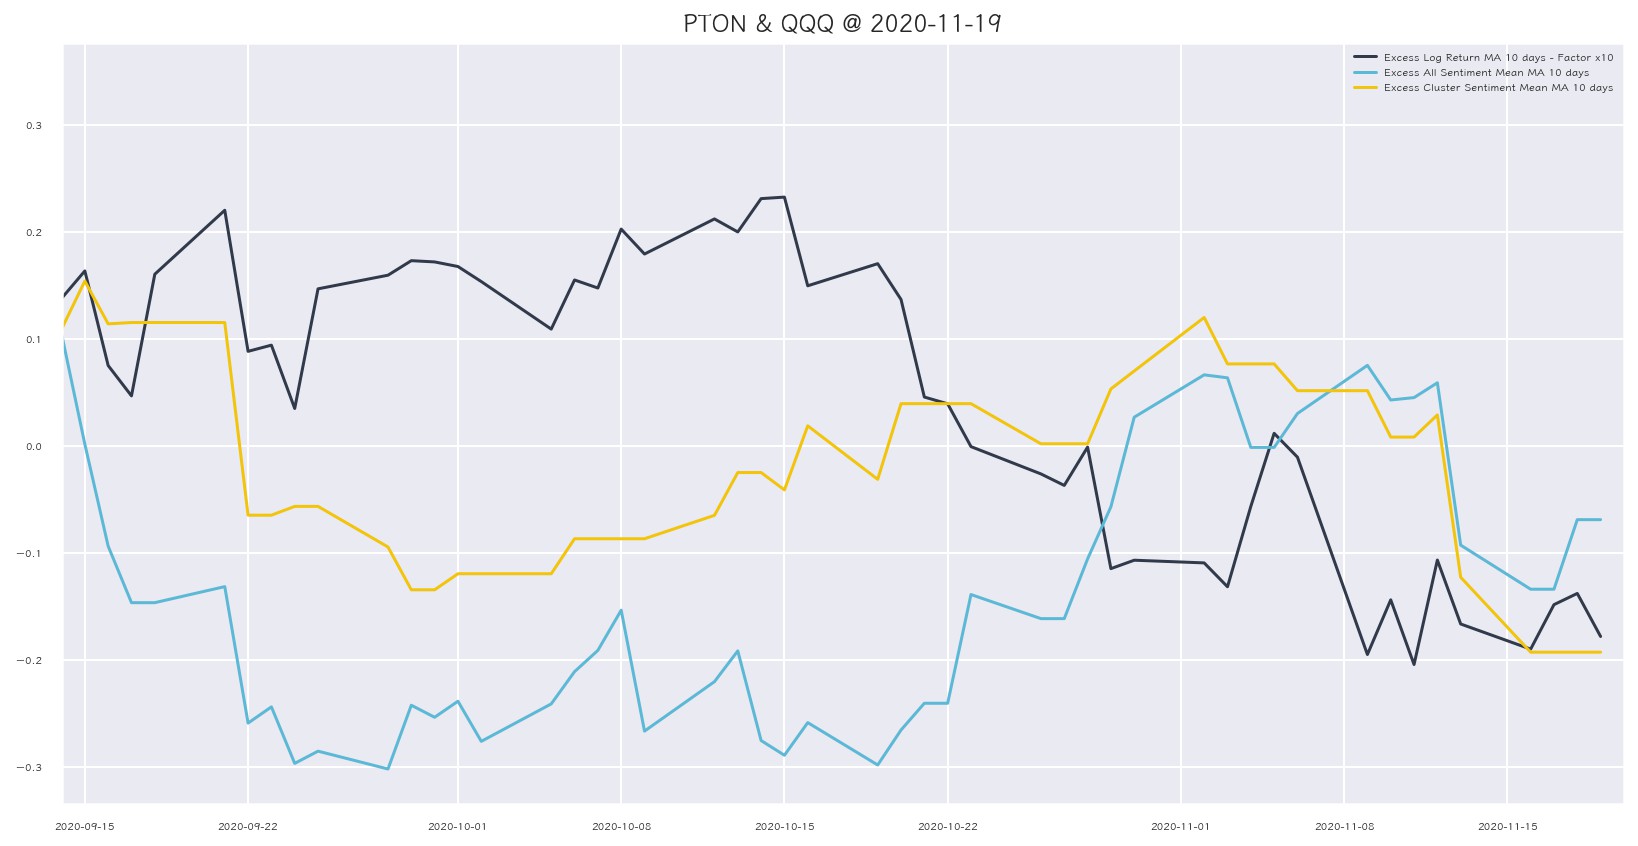 PTON & QQQ @ 2020-11-19
Excess Log Return MA 10 days - Factor x10
Excess All Sentiment Mean MA 10 days
Excess Cluster Sentiment Mean MA 10 days
0.3
0.2
0.1
0.0
−0.1
−0.2
−0.3
2020-09-15 2020-09-22 2020-10-01 2020-10-08 2020-10-15 2020-10-22 2020-11-01 2020-11-08 2020-11-15